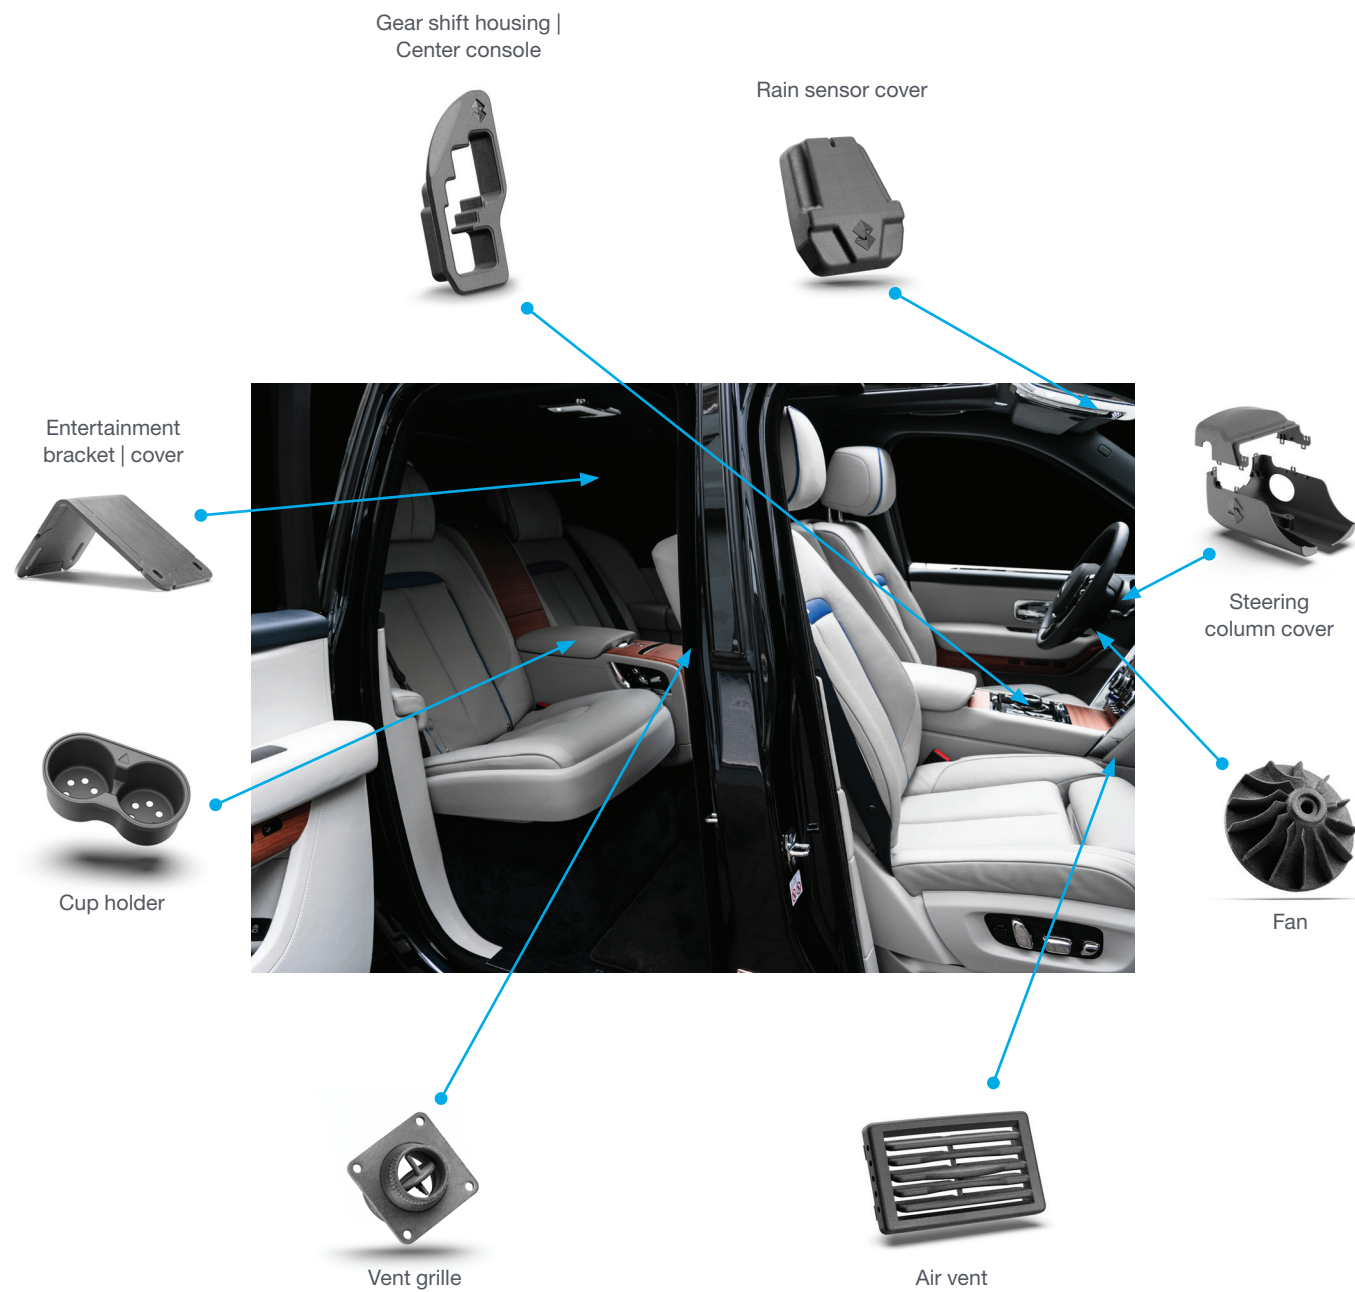 Gear shift housing |
Center console
Rain sensor cover
Entertainment
bracket | cover
Steering
column cover
Cup holder
Fan
Vent grille
Air vent